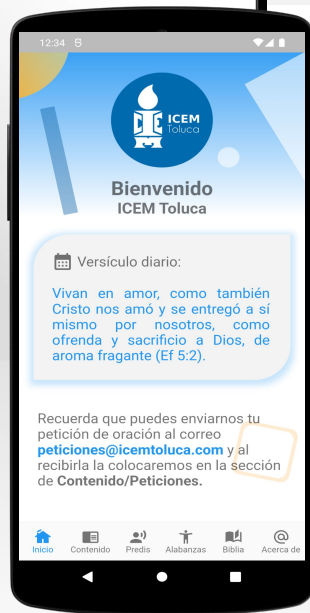 12:34
ICEM
Toluca
Bienvenido
ICEM Toluca
Versículo diario:
Vivan en amor, como también
Cristo nos amó y se entregó a sí
mismo por nosotros, como
ofrenda y sacrificio a Dios, de
aroma fragante (Ef 5:2).
Recuerda que puedes enviarnos tu
petición de oración al correo
peticiones@icemtoluca.com y al
recibirla la colocaremos en la sección
de Contenido/Peticiones.
Inicio Contenido Predis Alabanzas Biblia Acerca de